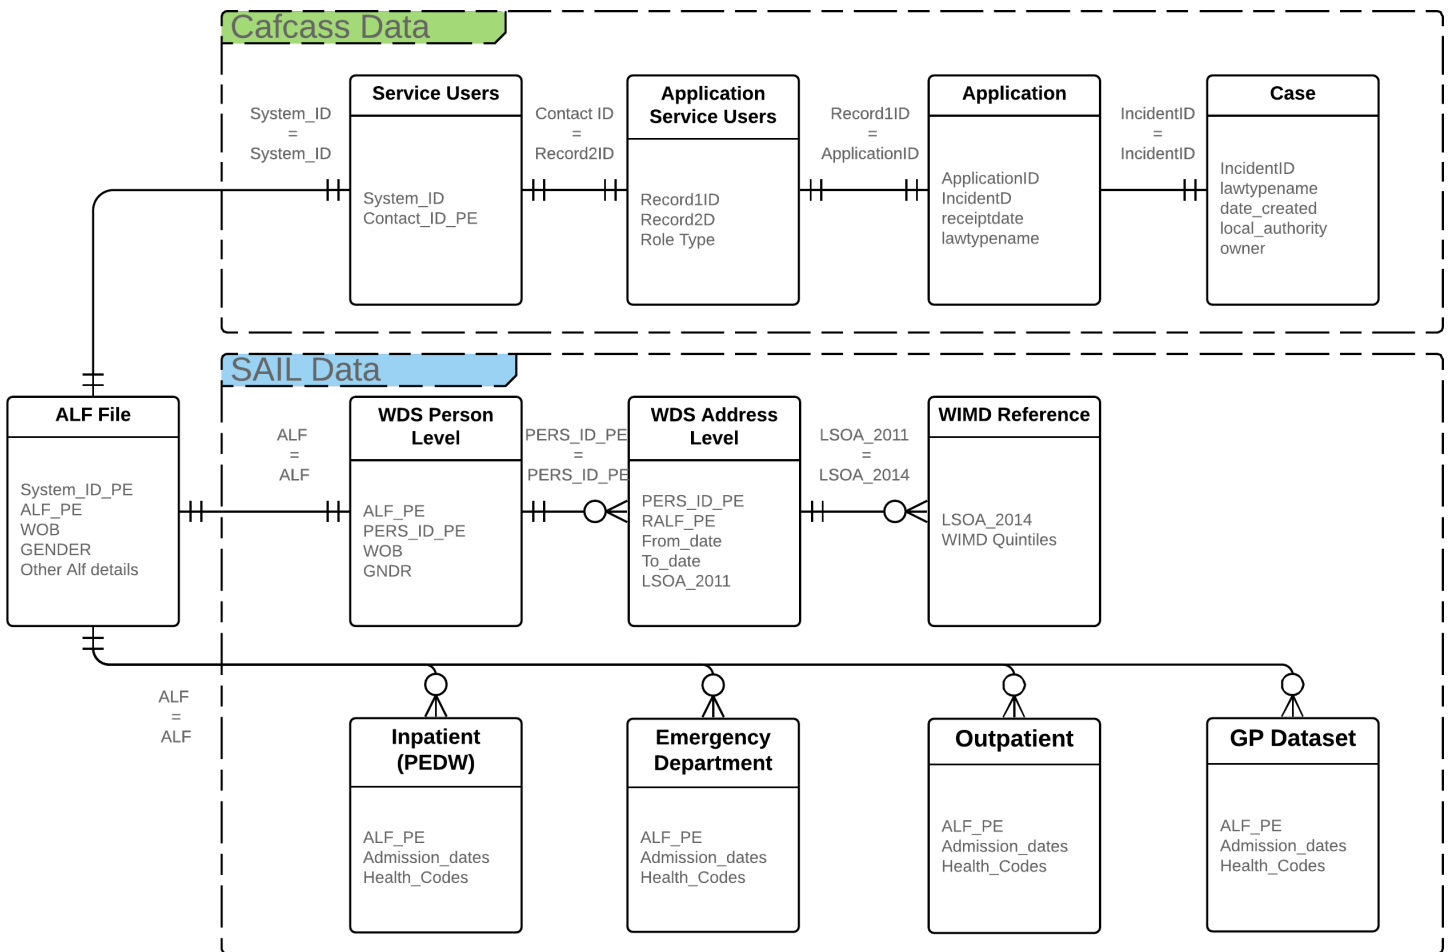 Cafcass Data
System_ID
=
System_ID
Service Users
System_ID
Contact_ID_PE
Contact ID
=
Record2ID
Application
Service Users
Record1ID
Record2D
Role Type
Record1ID
=
ApplicationID
Application
ApplicationID
IncidentD
receiptdate
lawtypename
IncidentID
=
IncidentID
Case
IncidentID
lawtypename
date_created
local_authority
owner
SAIL Data
ALF File
System_ID_PE
ALF_PE
WOB
GENDER
Other Alf details
ALF
=
ALF
WDS Person
Level
ALF_PE
PERS_ID_PE
WOB
GNDR
PERS_ID_PE
=
PERS_ID_PE
WDS Address
Level
PERS_ID_PE
RALF_PE
From_date
To_date
LSOA_2011
LSOA_2011
=
LSOA_2014
WIMD Reference
LSOA_2014
WIMD Quintiles
ALF
=
ALF
Inpatient
(PEDW)
ALF_PE
Admission_dates
Health_Codes
Emergency
Department
ALF_PE
Admission_dates
Health_Codes
Outpatient
ALF_PE
Admission_dates
Health_Codes
GP Dataset
ALF_PE
Admission_dates
Health_Codes